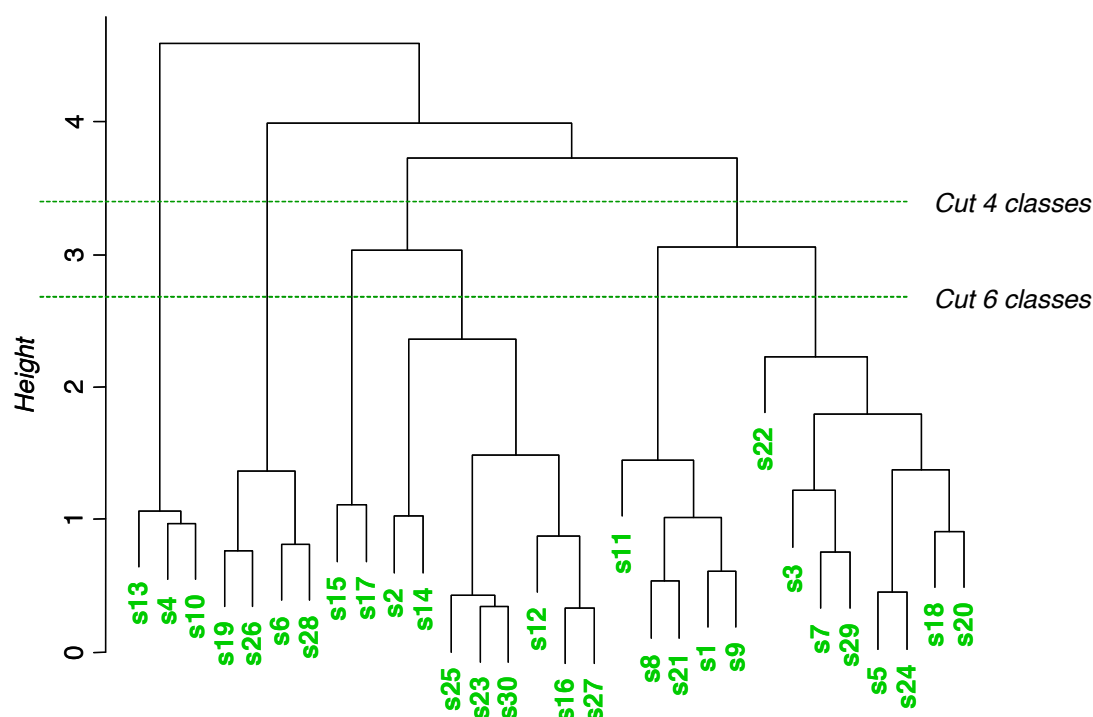 4
Cut 4 classes
3
Cut 6 classes
Height
2
1
0
s13
s4
s10
s19
s26
s6
s28
s15
s17
s2
s14
s25
s23
s30
s12
s16
s27
s11
s8
s21
s1
s9
s22
s3
s7
s29
s5
s24
s18
s20